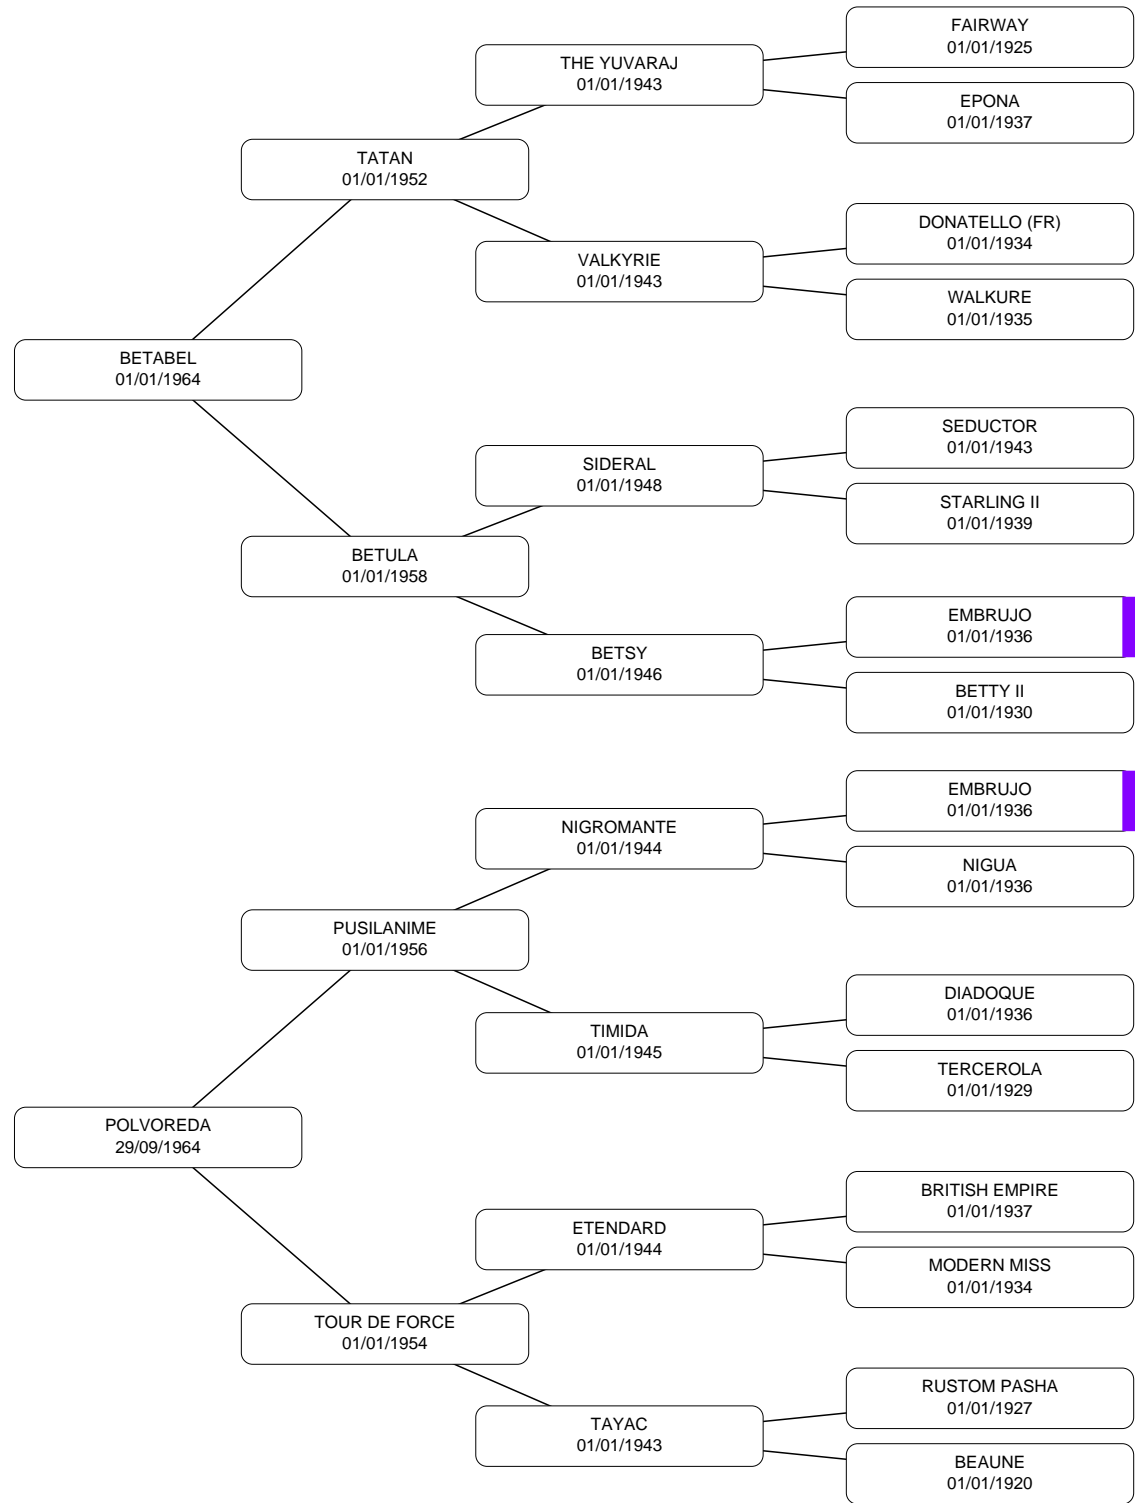 FAIRWAY
01/01/1925
THE YUVARAJ
01/01/1943
EPONA
01/01/1937
TATAN
01/01/1952
DONATELLO (FR)
01/01/1934
VALKYRIE
01/01/1943
WALKURE
01/01/1935
BETABEL
01/01/1964
SEDUCTOR
01/01/1943
SIDERAL
01/01/1948
STARLING II
01/01/1939
BETULA
01/01/1958
EMBRUJO
01/01/1936
BETSY
01/01/1946
BETTY II
01/01/1930
EMBRUJO
01/01/1936
NIGROMANTE
01/01/1944
NIGUA
01/01/1936
PUSILANIME
01/01/1956
DIADOQUE
01/01/1936
TIMIDA
01/01/1945
TERCEROLA
01/01/1929
POLVOREDA
29/09/1964
BRITISH EMPIRE
01/01/1937
ETENDARD
01/01/1944
MODERN MISS
01/01/1934
TOUR DE FORCE
01/01/1954
RUSTOM PASHA
01/01/1927
TAYAC
01/01/1943
BEAUNE
01/01/1920